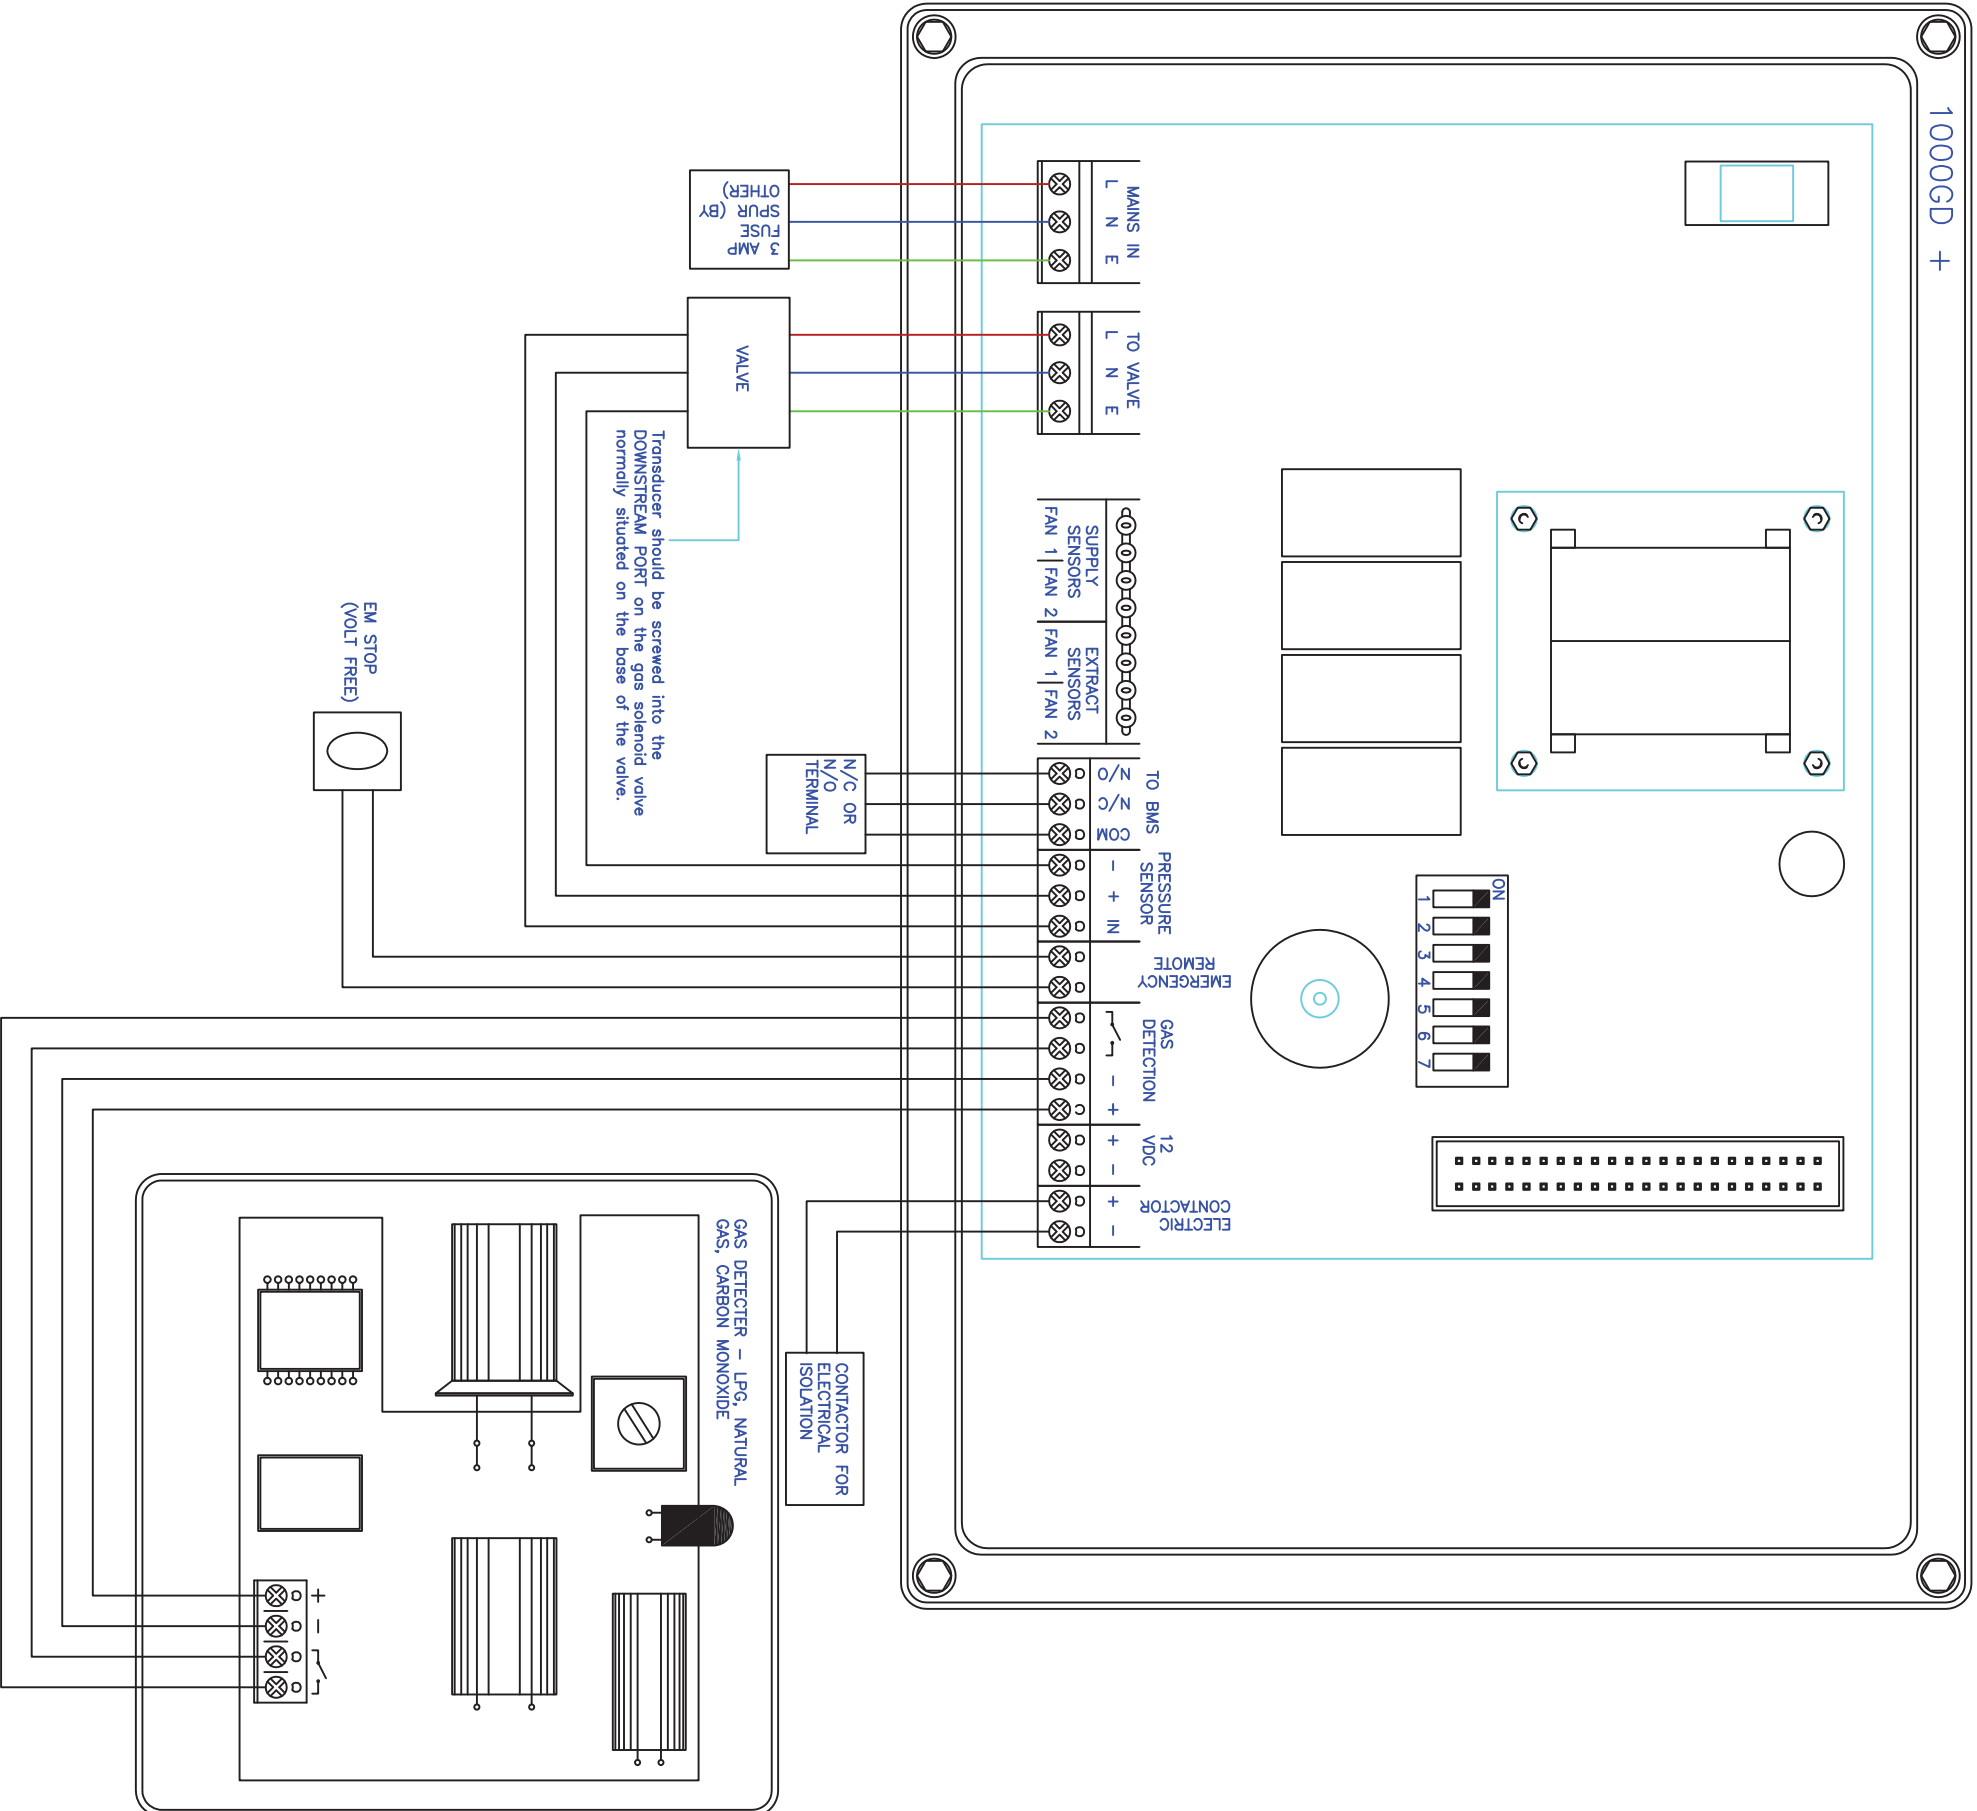 1000GD +
MAINS IN
L N E
3 AMP
FUSE
SPUR (BY
OTHER)
TO VALVE
L N E
VALVE
Transducer should be screwed into the
DOWNSTREAM PORT on the gas solenoid valve
normally situated on the base of the valve.
SUPPLY
SENSORS
FAN 1 FAN 2
EXTRACT
SENSORS
FAN 1 FAN 2
EM STOP
(VOLT FREE)
TO BMS
N/O
N/C
COM
N/C OR
N/O
TERMINAL
PRESSURE
SENSOR
- + IN
EMERGENCY
REMOTE
GAS
DETECTION
- +
12
VDC
+ -
ELECTRIC
CONTACTOR
+ -
ON
1 2 3 4 5 6 7
CONTACTOR FOR
ELECTRICAL
ISOLATION
GAS DETECTER - LPG, NATURAL
GAS, CARBON MONOXIDE
+ -